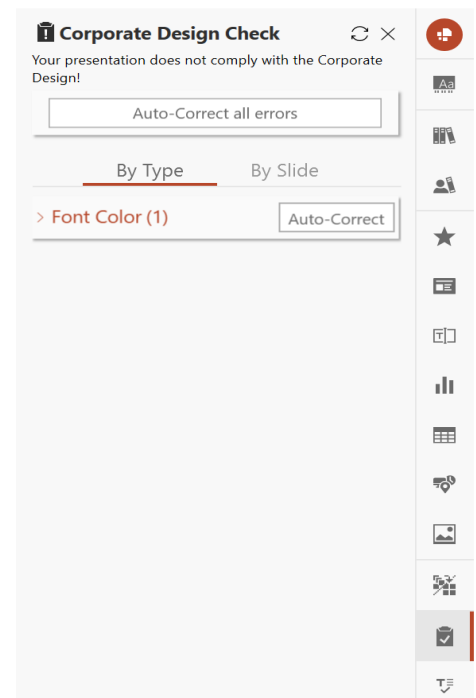 Corporate Design Check
Your presentation does not comply with the Corporate
Design!
Auto-Correct all errors
By Type By Slide
Font Color (1) Auto-Correct
Aa
T
T